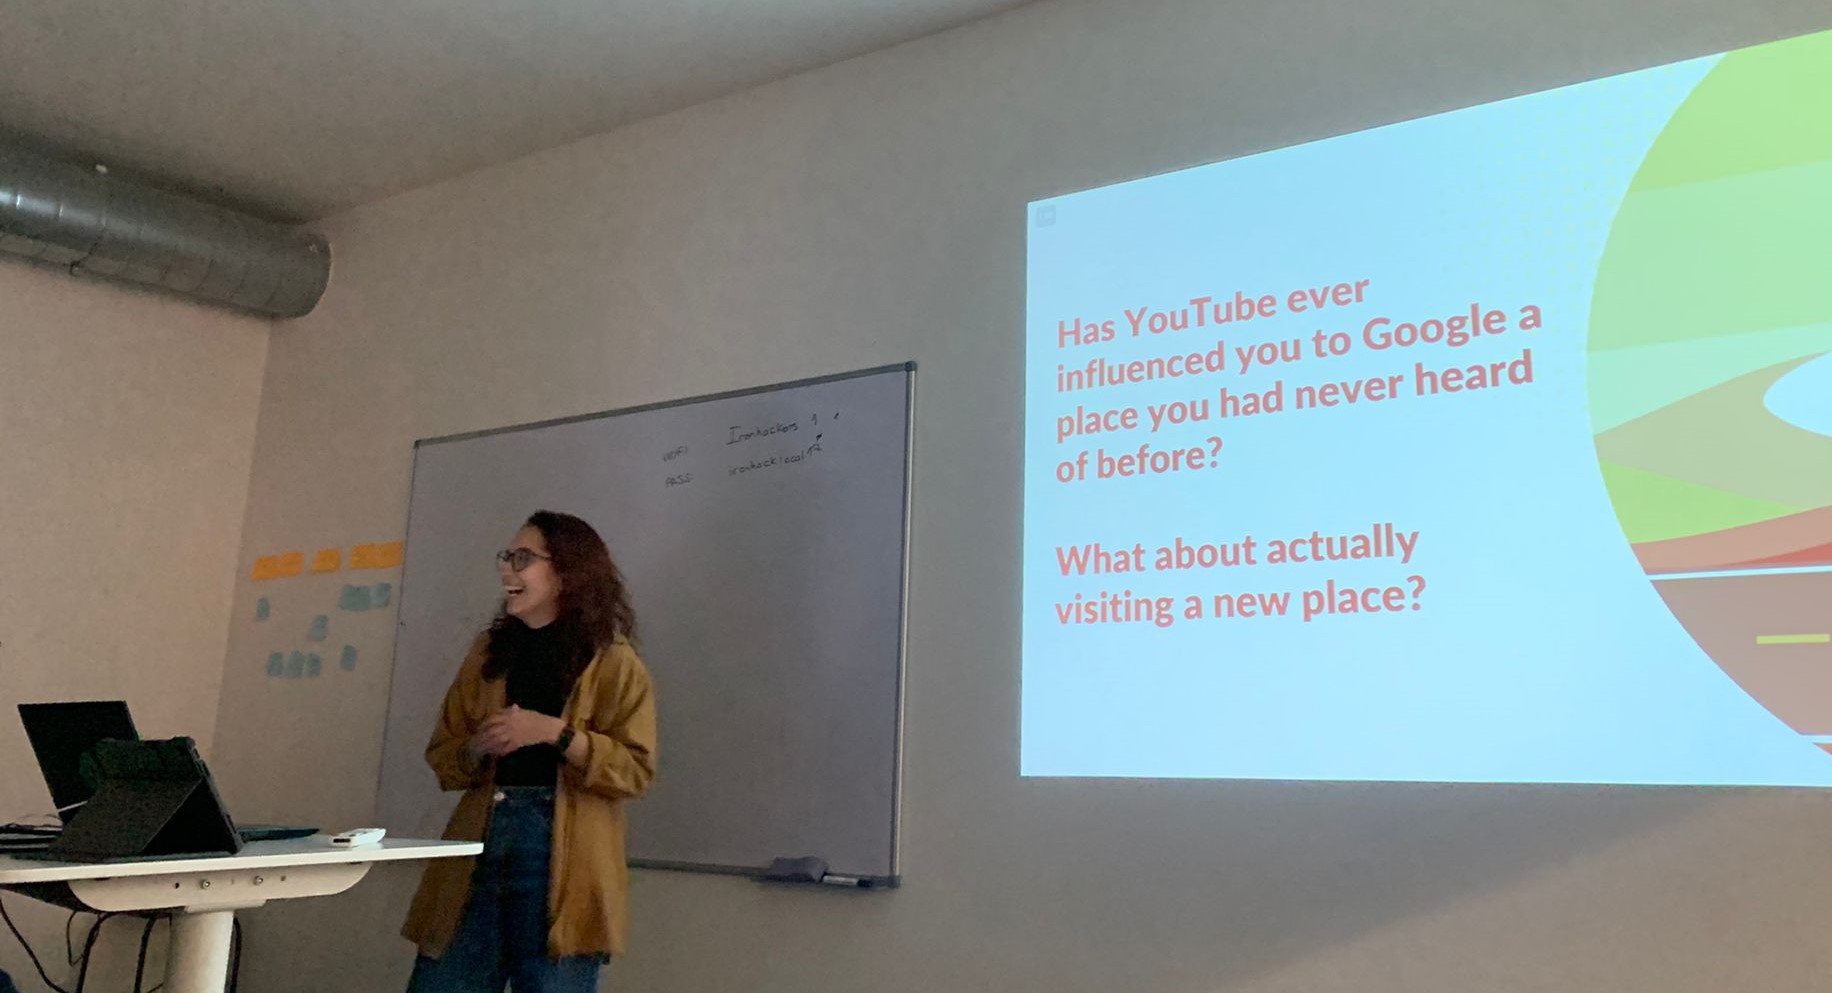 WIFI: Ironhackers
PASS: ironhacklocal
Has YouTube ever
influenced you to Google a
place you had never heard
of before?
What about actually
visiting a new place?